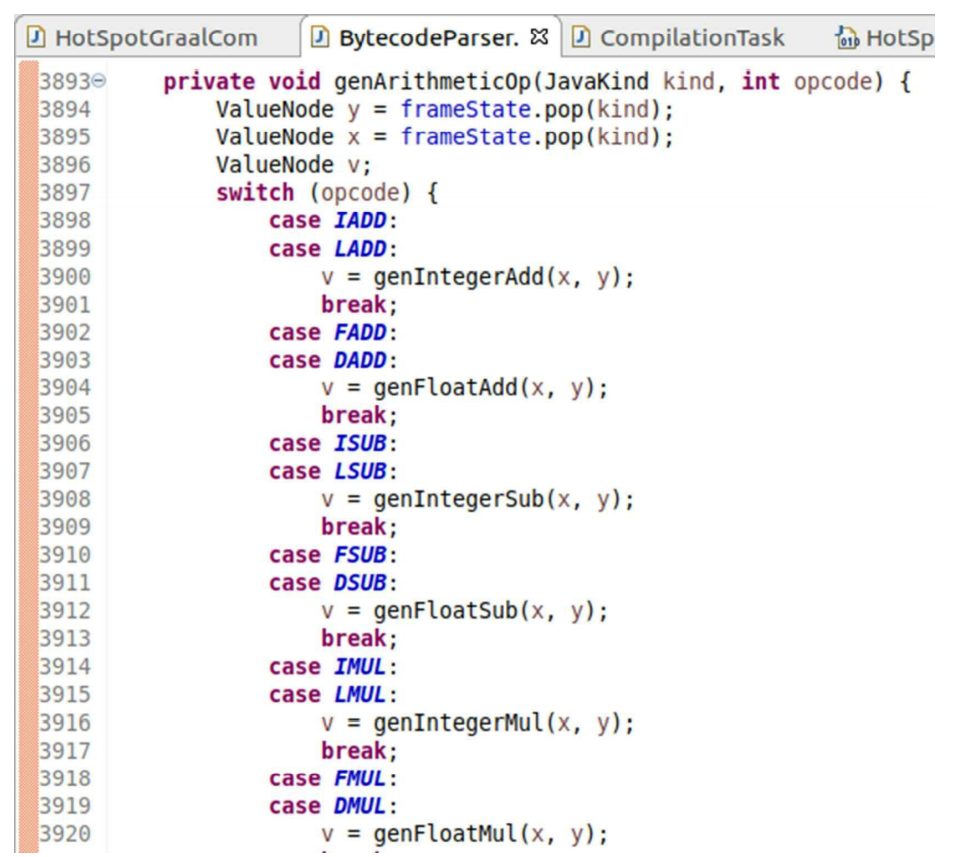 HotSpotGraalCom BytecodeParser. CompilationTask HotSp
3893 private void genArithmeticOp(JavaKind kind, int opcode) {
3894 ValueNode y = frameState.pop(kind);
3895 ValueNode x = frameState.pop(kind);
3896 ValueNode v;
3897 switch (opcode) {
3898 case IADD:
3899 case LADD:
3900 v = genIntegerAdd(x, y);
3901 break;
3902 case FADD:
3903 case DADD:
3904 v = genFloatAdd(x, y);
3905 break;
3906 case ISUB:
3907 case LSUB:
3908 v = genIntegerSub(x, y);
3909 break;
3910 case FSUB:
3911 case DSUB:
3912 v = genFloatSub(x, y);
3913 break;
3914 case IMUL:
3915 case LMUL:
3916 v = genIntegerMul(x, y);
3917 break;
3918 case FMUL:
3919 case DMUL:
3920 v = genFloatMul(x, y);